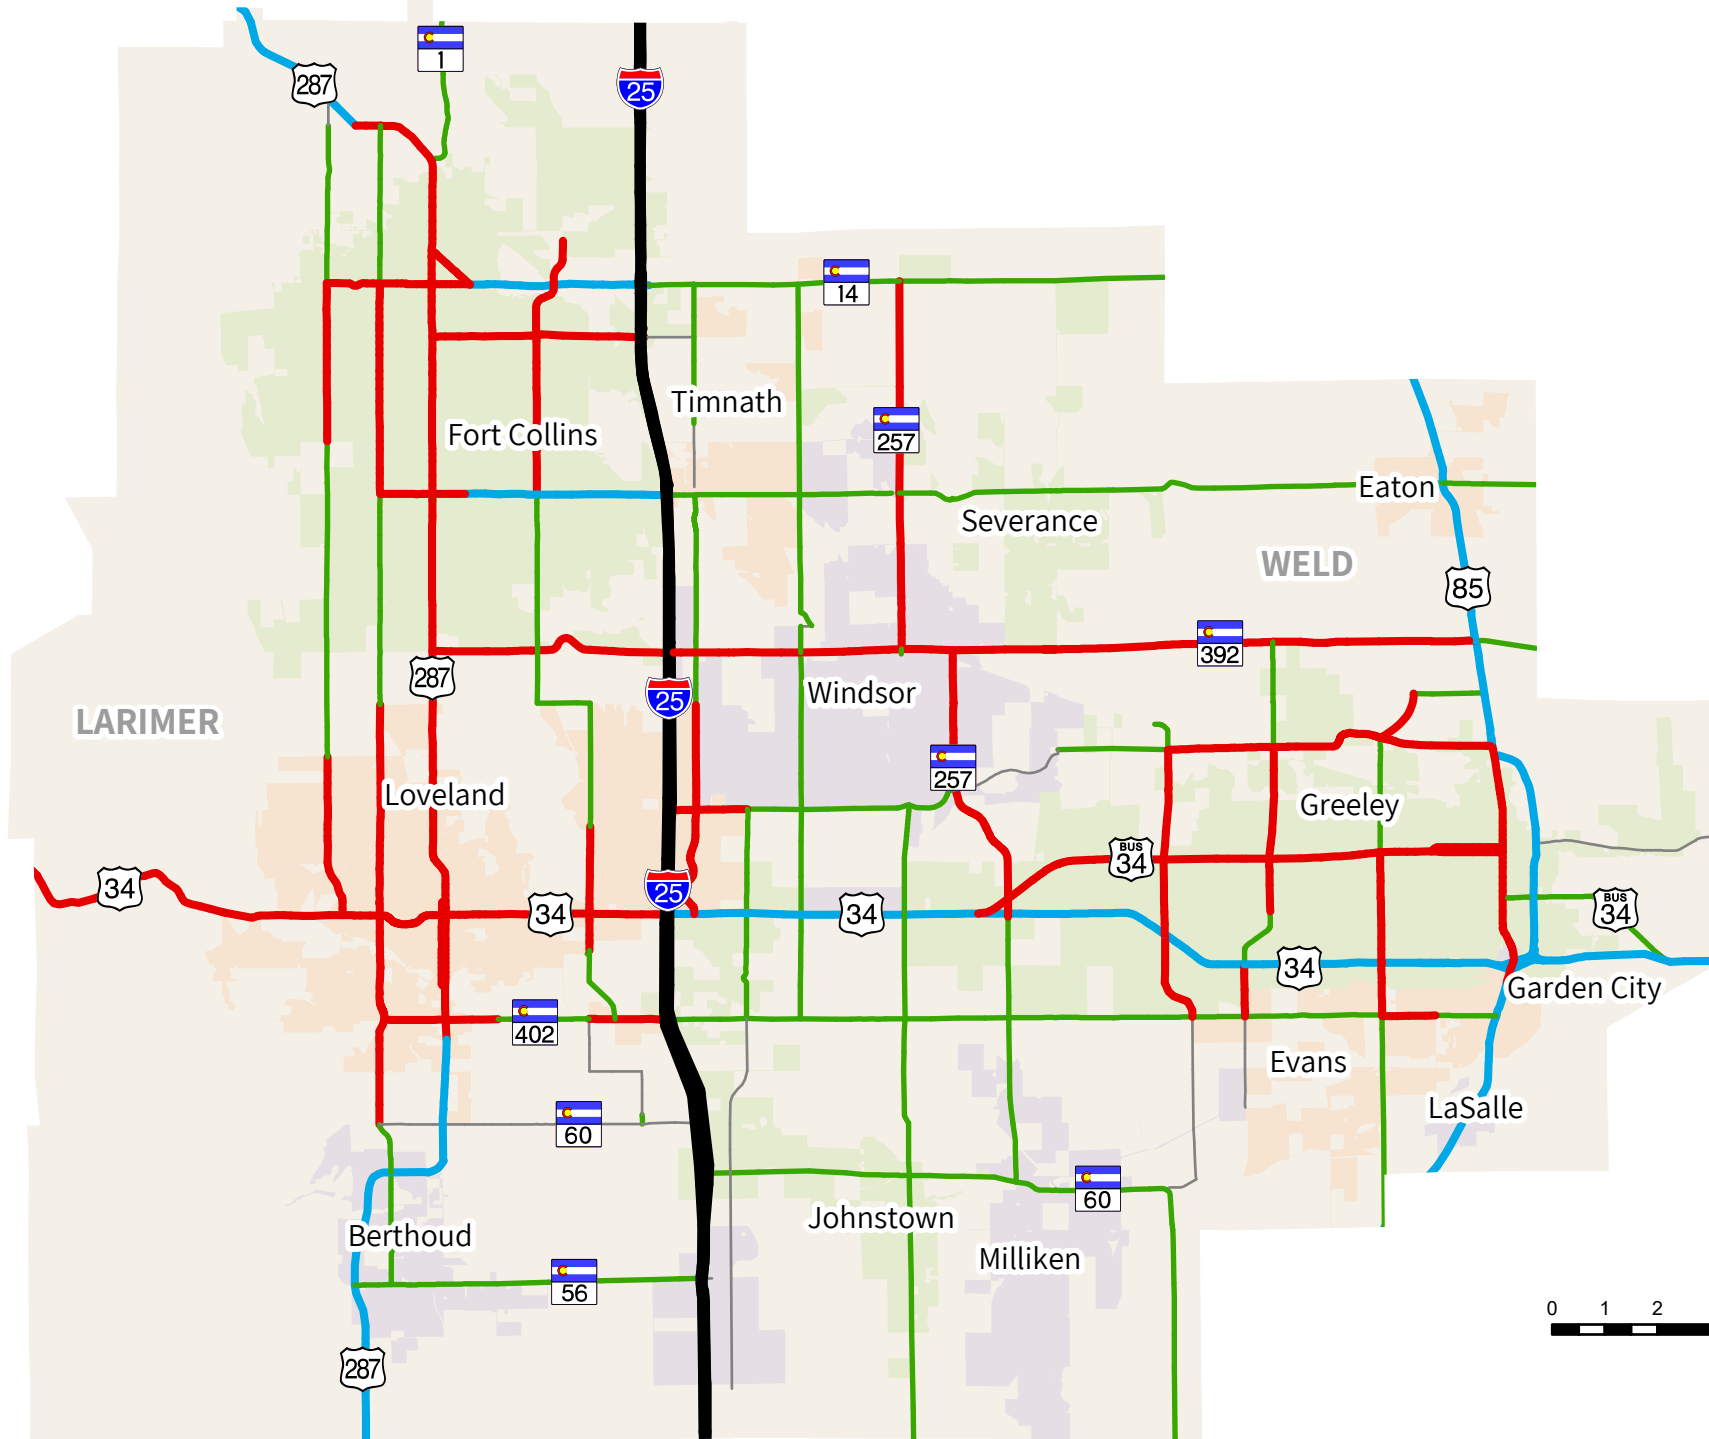 1
287
25
14
Timnath
257
Fort Collins
Eaton
Severance
WELD
85
392
287
25
Windsor
LARIMER
257
Loveland
Greeley
BUS
34
34
25
34
34
BUS
34
34
Garden City
402
Evans
LaSalle
60
60
Johnstown
Berthoud
Milliken
56
0 1 2
287